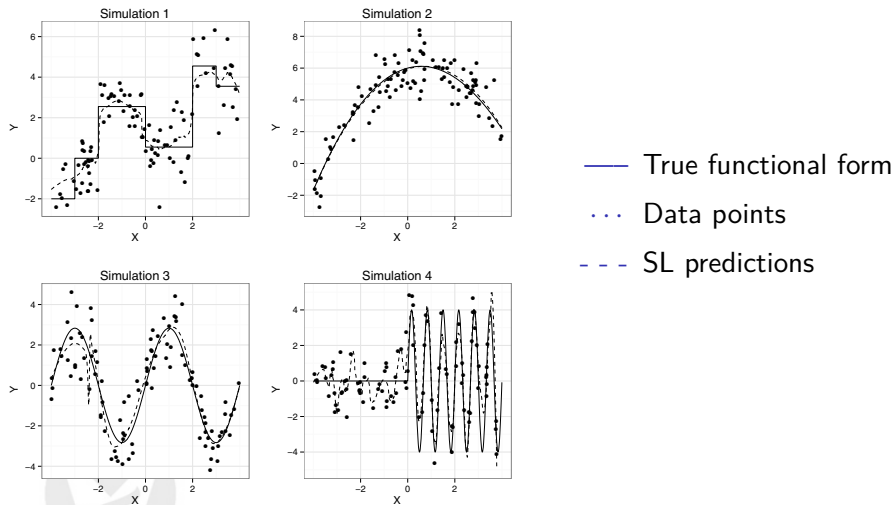 Simulation 1
6
4
2
0
−2
Y
−2
0
2
X
Simulation 2
8
6
4
2
0
−2
Y
−2
0
2
X
Simulation 3
4
2
0
−2
−4
Y
−2
0
2
X
Simulation 4
4
2
0
−2
−4
Y
−2
0
2
X
True functional form
Data points
SL predictions